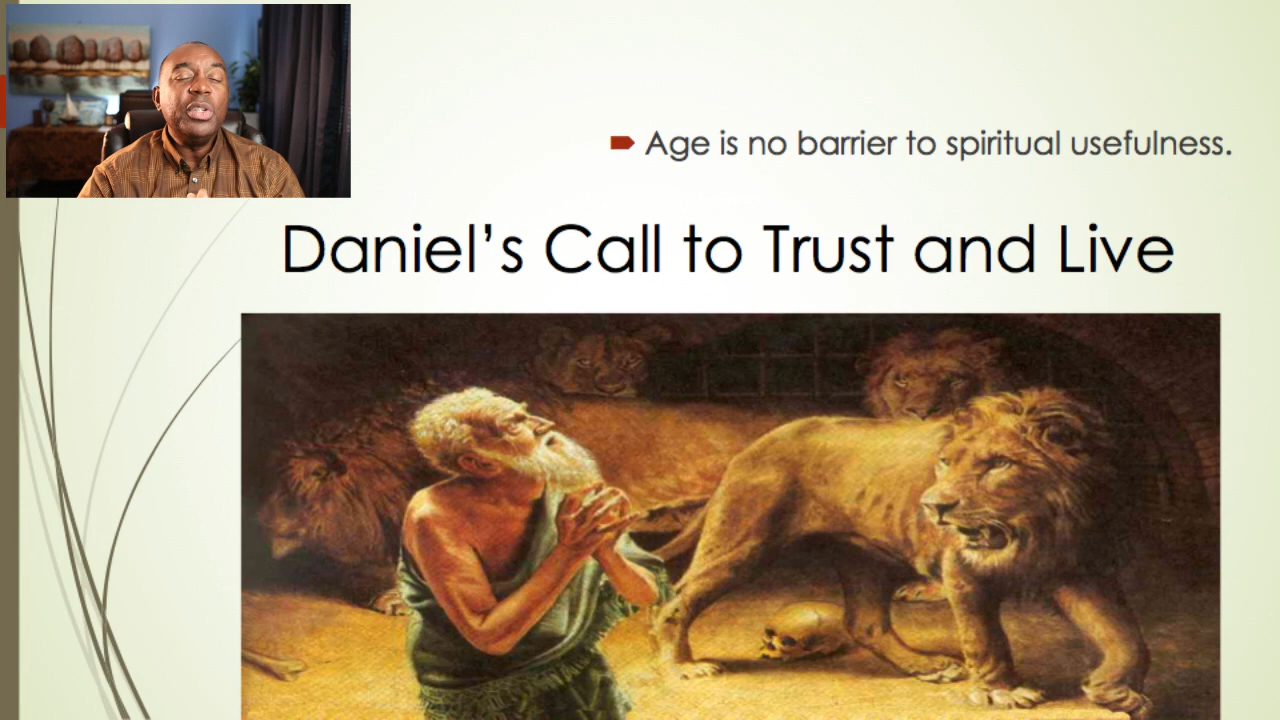 Age is no barrier to spiritual usefulness.
Daniel’s Call to Trust and Live